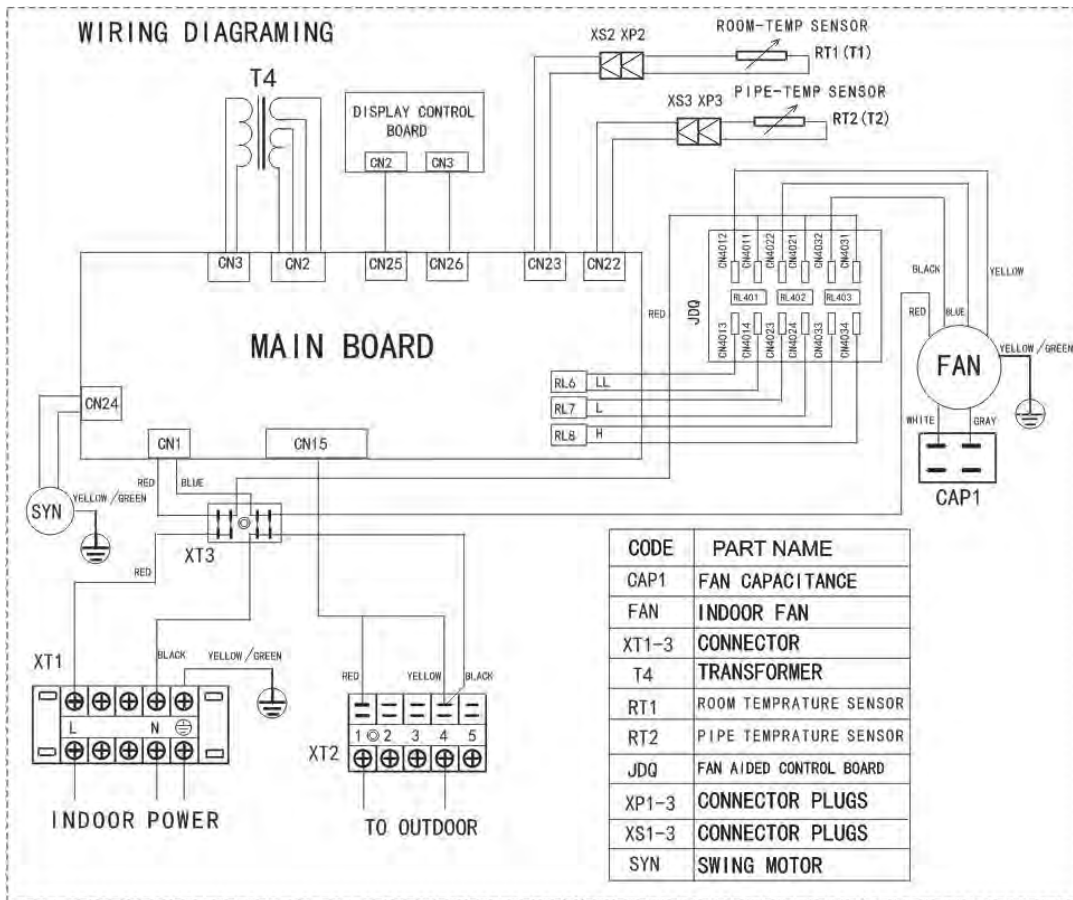 WIRING DIAGRAMING
ROOM-TEMP SENSOR
XS2 XP2
RT1 (T1)
T4
PIPE-TEMP SENSOR
XS3 XP3
RT2 (T2)
DISPLAY CONTROL
BOARD
CN2
CN3
CN4012
CN4011
CN4022
CN4021
CN4032
CN4031
CN3
CN2
CN25
CN26
CN23
CN22
BLACK
YELLOW
RL401
RL402
RL403
RED
JDQ
RED
BLUE
CN4013
CN4014
CN4023
CN4024
CN4033
CN4034
MAIN BOARD
YELLOW/GREEN
FAN
RL6
LL
RL7
L
RL8
H
CN24
WHITE
GRAY
CN1
CN15
CAP1
RED
BLUE
SYN
YELLOW/GREEN
XT3
RED
XT1
BLACK
YELLOW/GREEN
RED
YELLOW
BLACK
L
N
XT2
1
2
3
4
5
INDOOR POWER
TO OUTDOOR
CODE PART NAME
CAP1 FAN CAPACITANCE
FAN INDOOR FAN
XT1-3 CONNECTOR
T4 TRANSFORMER
RT1 ROOM TEMPRATURE SENSOR
RT2 PIPE TEMPRATURE SENSOR
JDQ FAN AIDED CONTROL BOARD
XP1-3 CONNECTOR PLUGS
XS1-3 CONNECTOR PLUGS
SYN SWING MOTOR